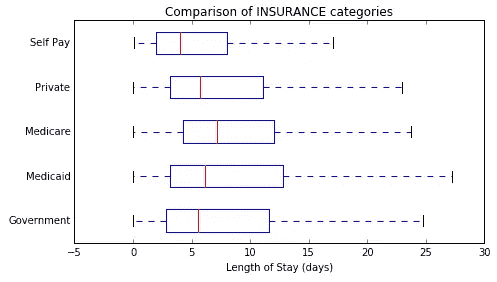 Comparison of INSURANCE categories
Self Pay
Private
Medicare
Medicaid
Government
−5 0 5 10 15 20 25 30
Length of Stay (days)